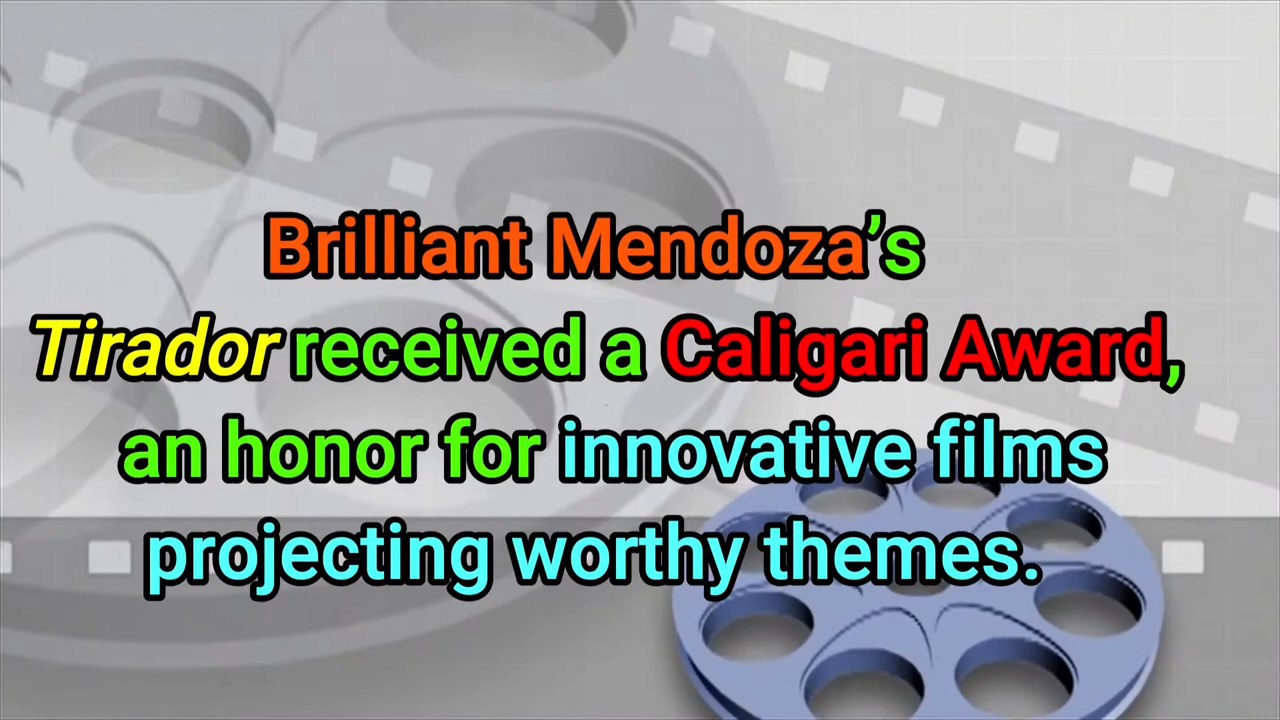 Brilliant Mendoza’s
Tirador received a Caligari Award,
an honor for innovative films
projecting worthy themes.